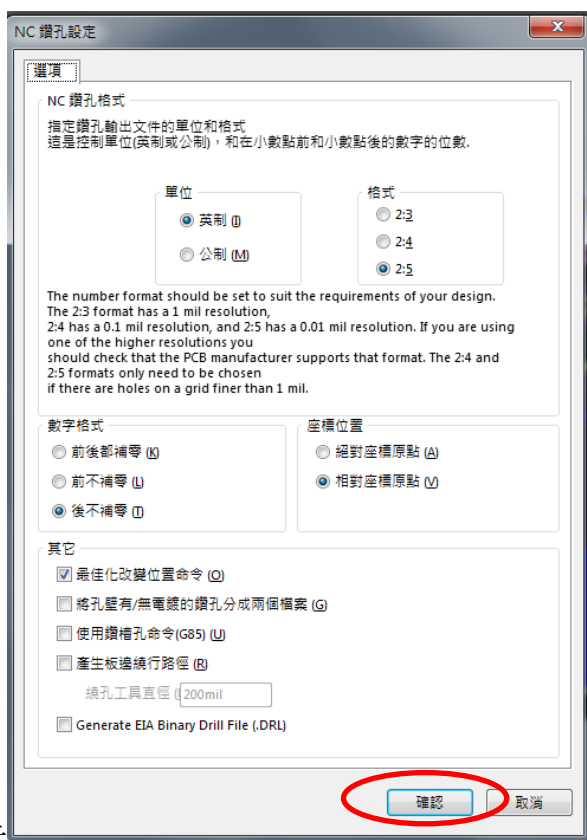 NC 鑽孔設定
選項
NC 鑽孔格式
指定鑽孔輸出文件的單位和格式
這是控制單位(英制或公制)，和在小數點前和小數點後的數字的位數.
單位
格式
英制 (I)
2:3
2:4
公制 (M)
2:5
The number format should be set to suit the requirements of your design.
The 2:3 format has a 1 mil resolution,
2:4 has a 0.1 mil resolution, and 2:5 has a 0.01 mil resolution. If you are using
one of the higher resolutions you
should check that the PCB manufacturer supports that format. The 2:4 and
2:5 formats only need to be chosen
if there are holes on a grid finer than 1 mil.
數字格式
座標位置
前後都補零 (K)
絕對座標原點 (A)
前不補零 (L)
相對座標原點 (V)
後不補零 (T)
其它
最佳化改變位置命令 (O)
將孔壁有/無電鍍的鑽孔分成兩個檔案 (G)
使用鑽槽孔命令(G85) (U)
產生板邊繞行路徑 (R)
繞孔工具直徑 ( 200mil
Generate EIA Binary Drill File (.DRL)
確認
取消